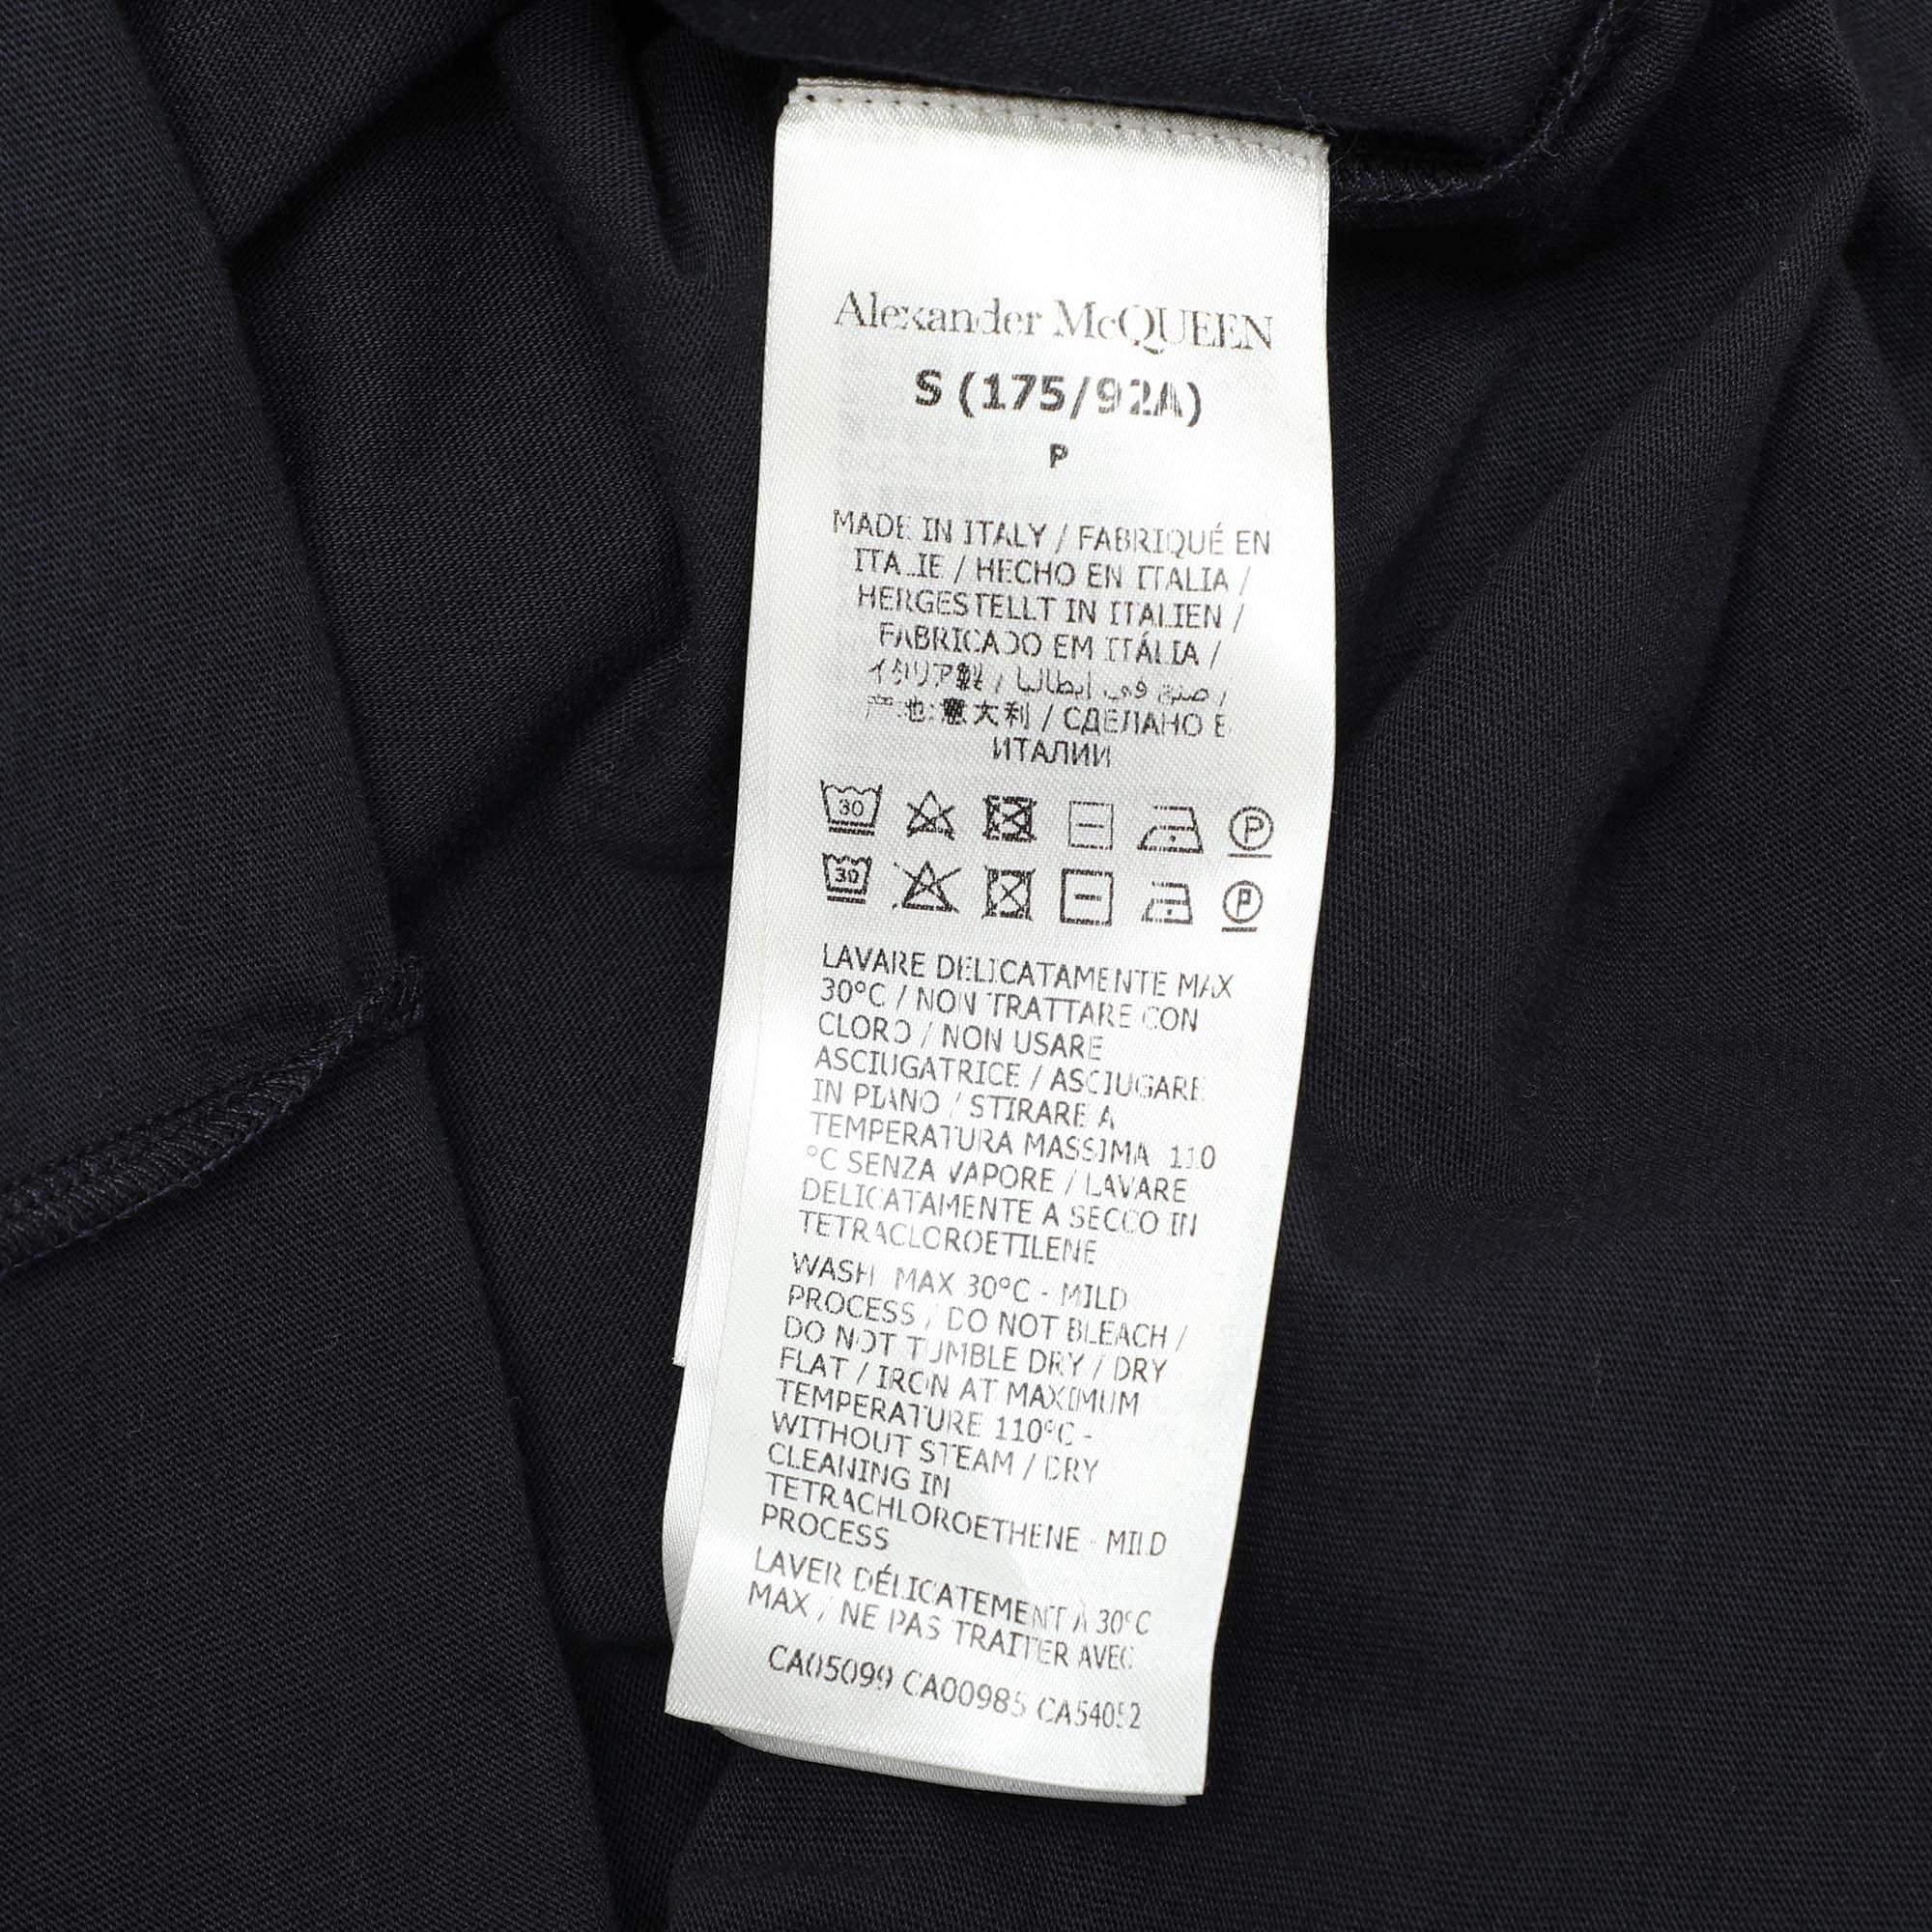 Alexander McQUEEN
S (175/92A)
P
MADE IN ITALY / FABRIQUÉ EN
ITALIE / HECHO EN ITALIA /
HERGESTELLT IN ITALIEN /
FABRICADO EM ITÁLIA /
イタリア製 / صنع في إيطاليا /
产地:意大利 / СДЕЛАНО В
ИТАЛИИ
30 P
30 P
LAVARE DELICATAMENTE MAX
30°C / NON TRATTARE CON
CLORO / NON USARE
ASCIUGATRICE / ASCIUGARE
IN PIANO / STIRARE A
TEMPERATURA MASSIMA 110
°C SENZA VAPORE / LAVARE
DELICATAMENTE A SECCO IN
TETRACLOROETILENE
WASH MAX 30°C - MILD
PROCESS / DO NOT BLEACH /
DO NOT TUMBLE DRY / DRY
FLAT / IRON AT MAXIMUM
TEMPERATURE 110°C -
WITHOUT STEAM / DRY
CLEANING IN
TETRACHLOROETHENE - MILD
PROCESS
LAVER DÉLICATEMENT À 30°C
MAX / NE PAS TRAITER AVEC
CA05099 CA00985 CA54052